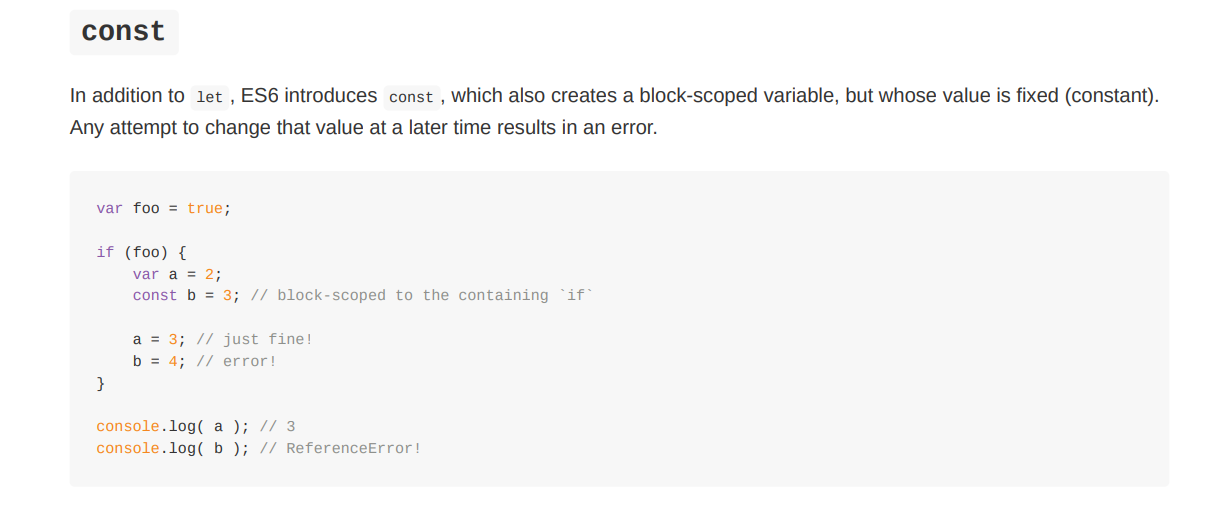 const
In addition to let, ES6 introduces const, which also creates a block-scoped variable, but whose value is fixed (constant).
Any attempt to change that value at a later time results in an error.
var foo = true;
if (foo) {
    var a = 2;
    const b = 3; // block-scoped to the containing `if`
    a = 3; // just fine!
    b = 4; // error!
}
console.log( a ); // 3
console.log( b ); // ReferenceError!